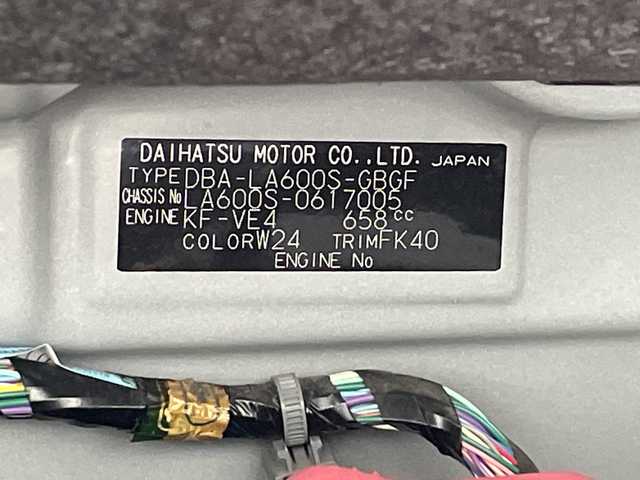 DAIHATSU MOTOR CO.,LTD. JAPAN
TYPE DBA-LA600S-GBGF
CHASSIS No LA600S-0617005
ENGINE KF-VE4 658cc
COLOR W24 TRIM FK40
ENGINE No